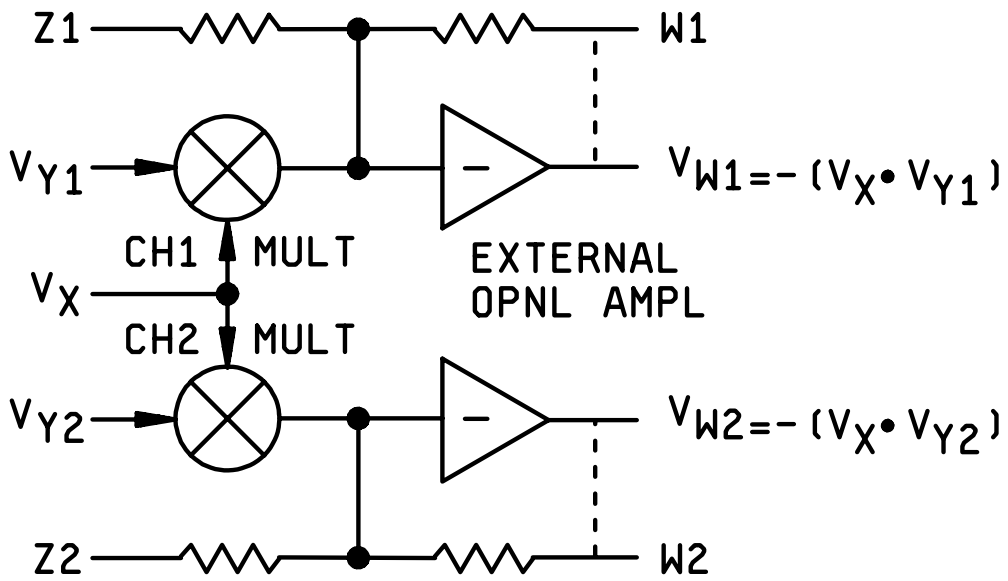 Z1
W1
VY1
VW1=-(VX•VY1)
CH1 MULT
VX
EXTERNAL
OPNL AMPL
CH2 MULT
VY2
VW2=-(VX•VY2)
Z2
W2